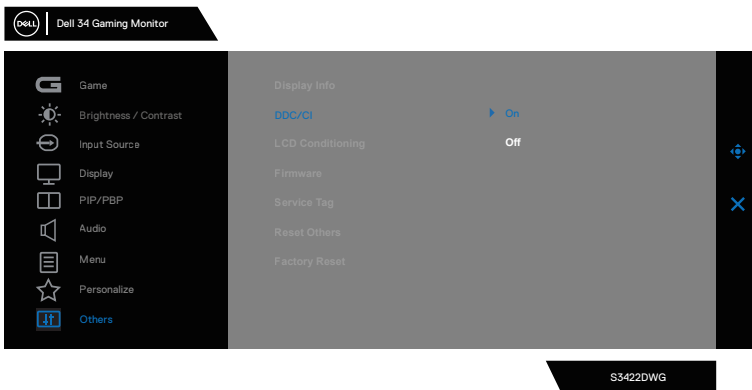 DELL Dell 34 Gaming Monitor
Game
Display Info
Brightness / Contrast
DDC/CI
On
Input Source
LCD Conditioning
Off
Display
Firmware
PIP/PBP
Service Tag
Audio
Reset Others
Menu
Factory Reset
Personalize
Others
S3422DWG